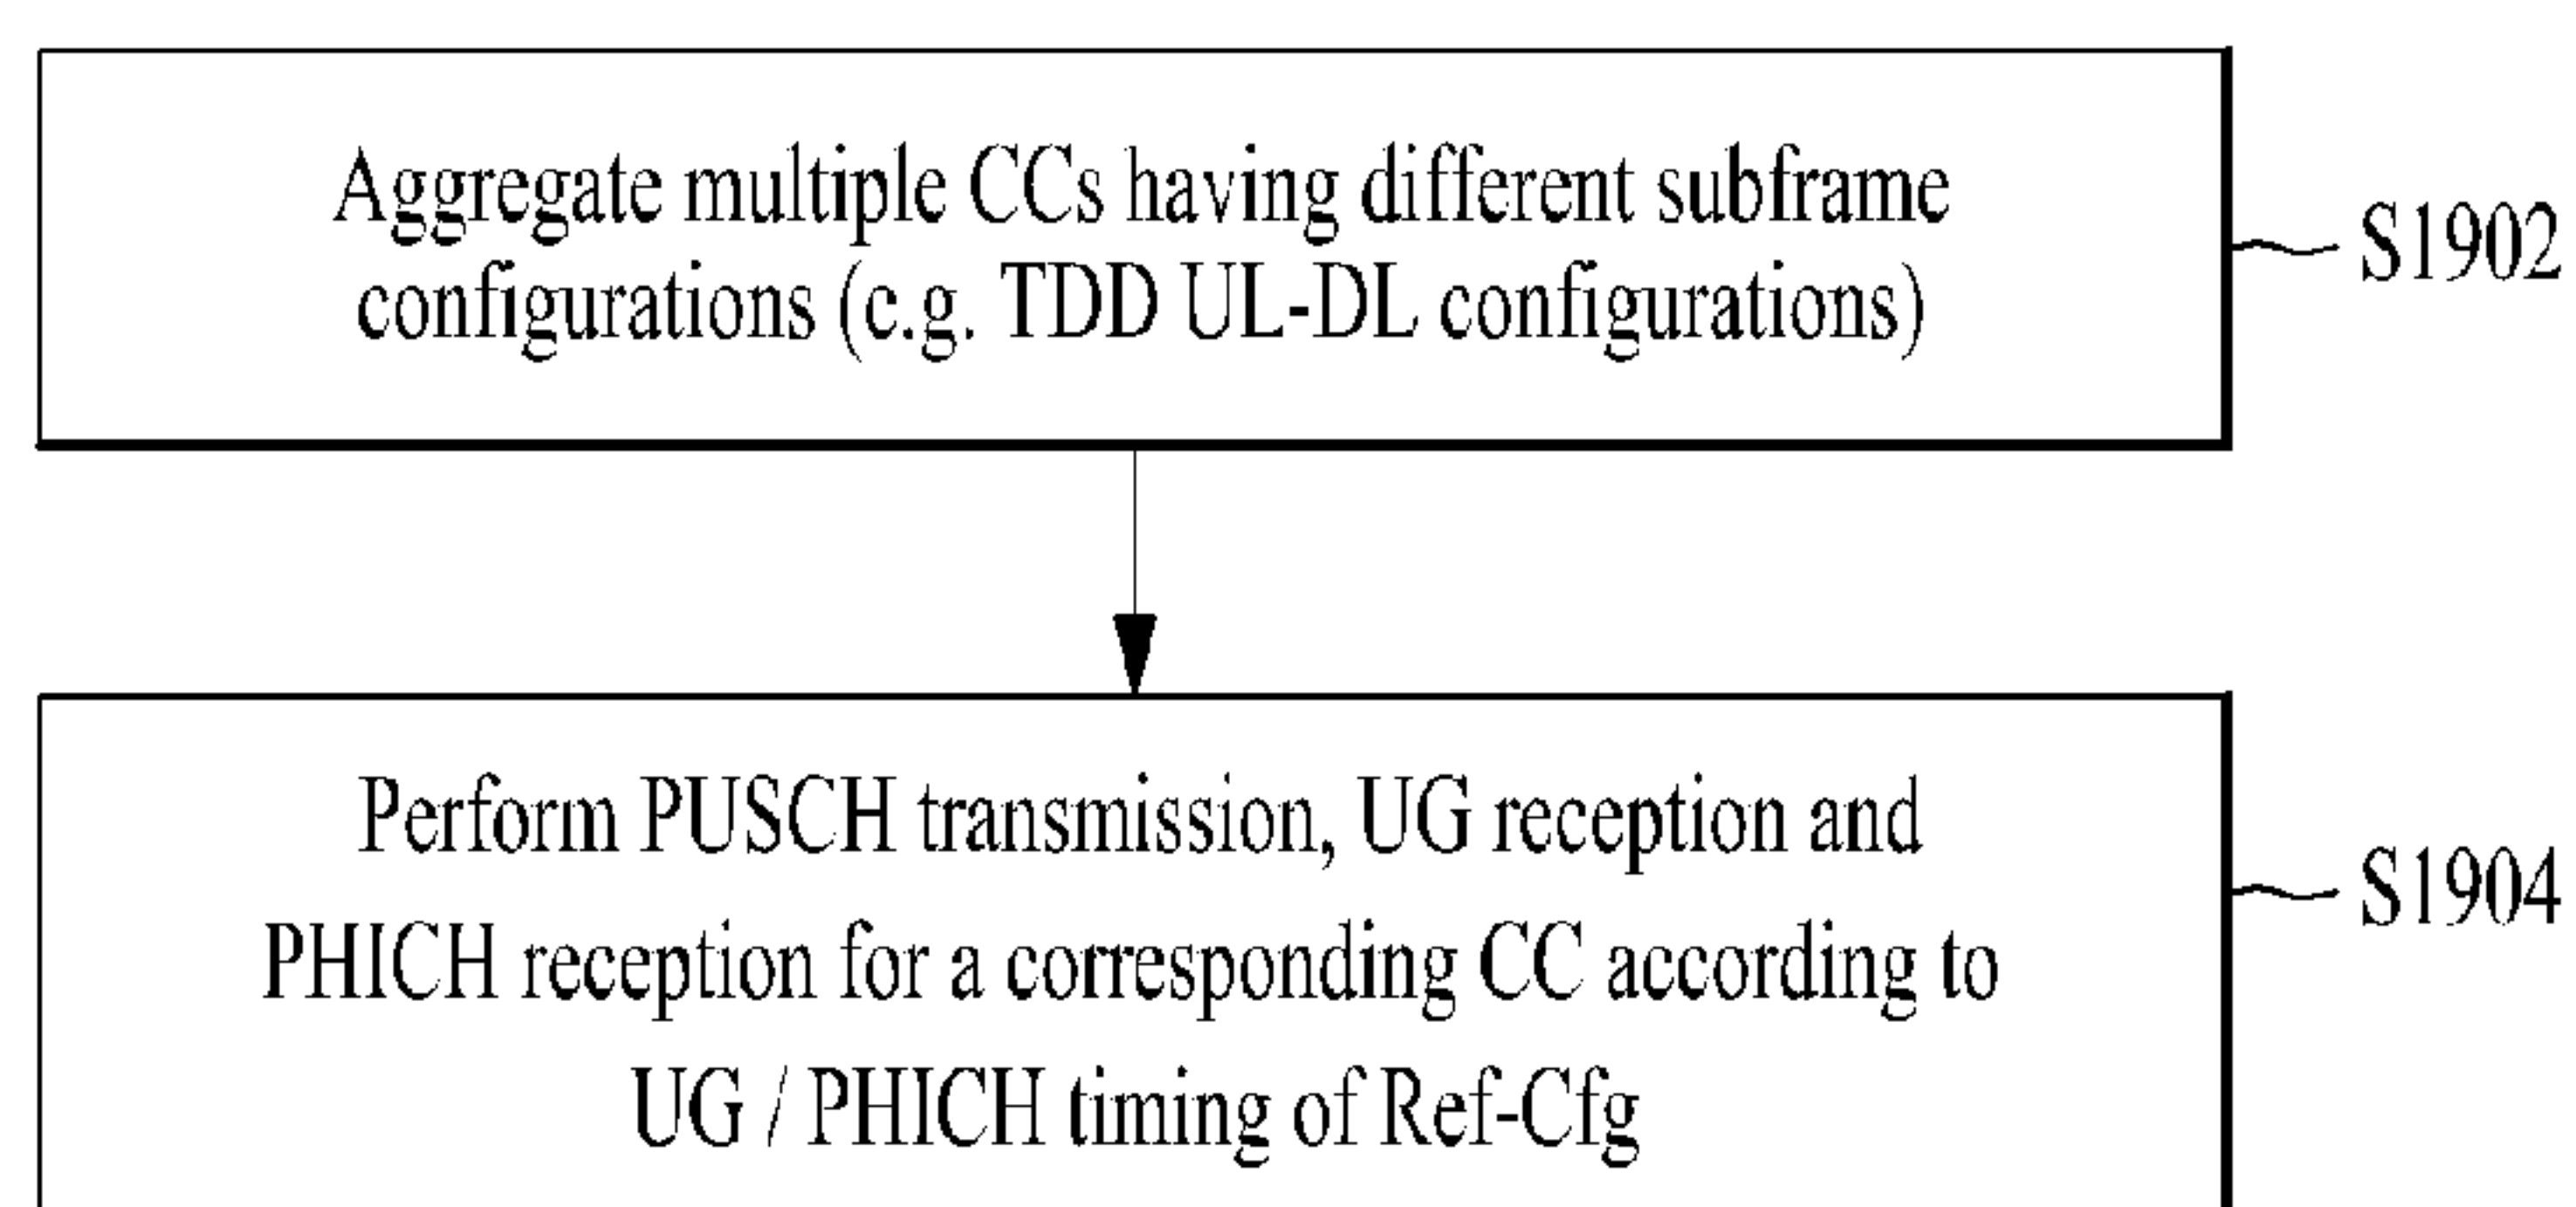 Aggregate multiple CCs having different subframe
configurations (e.g. TDD UL-DL configurations)
S1902
Perform PUSCH transmission, UG reception and
PHICH reception for a corresponding CC according to
UG / PHICH timing of Ref-Cfg
S1904